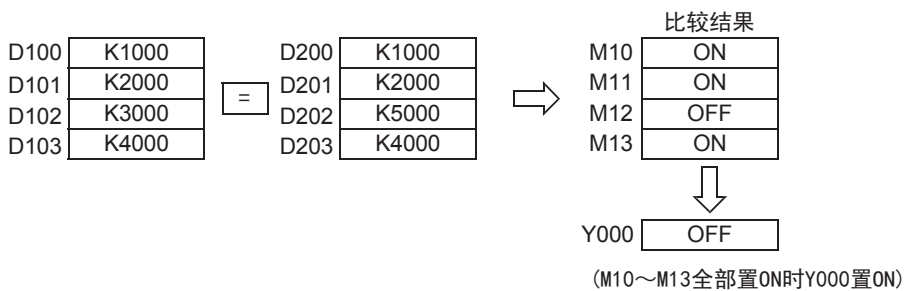 比较结果
D100 K1000 D200 K1000 M10 ON
D101 K2000 = D201 K2000 M11 ON
D102 K3000 D202 K5000 M12 OFF
D103 K4000 D203 K4000 M13 ON
Y000 OFF
(M10～M13全部置ON时Y000置ON)